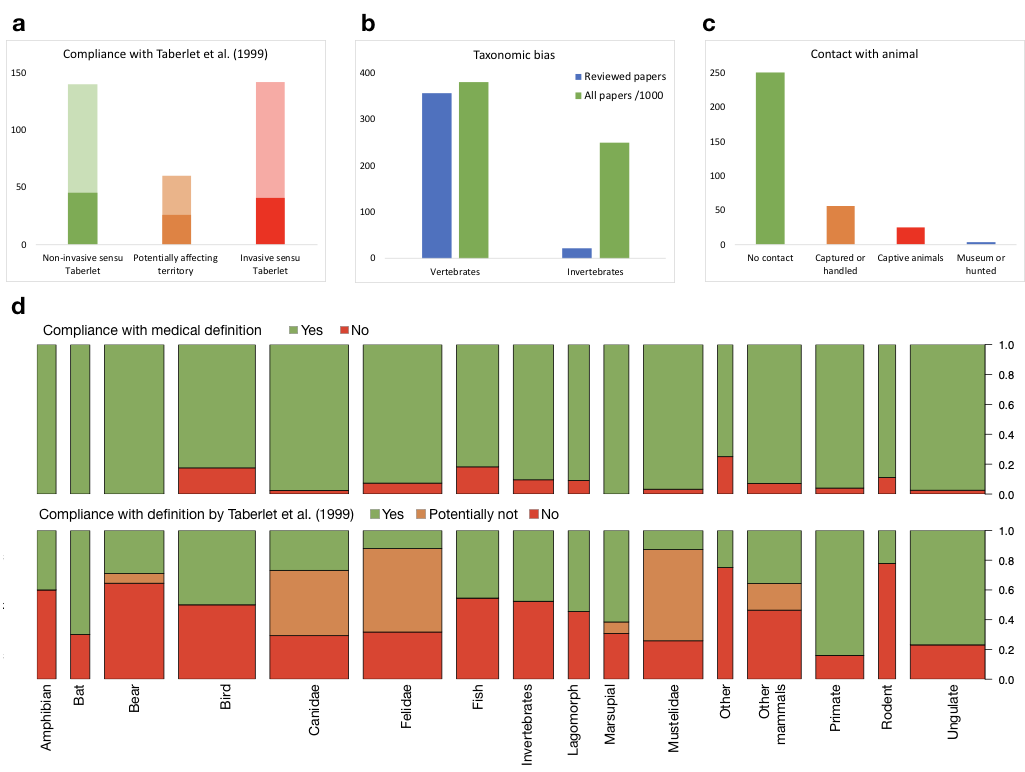 a
Compliance with Taberlet et al. (1999)
150
100
50
0
Non-invasive sensu
Taberlet
Potentially affecting
territory
Invasive sensu
Taberlet
b
Taxonomic bias
Reviewed papers
All papers /1000
400
300
200
100
0
Vertebrates
Invertebrates
c
Contact with animal
250
200
150
100
50
0
No contact
Captured or
handled
Captive animals
Museum or
hunted
d
Compliance with medical definition
Yes
No
1.0
0.8
0.6
0.4
0.2
0.0
Compliance with definition by Taberlet et al. (1999)
Yes
Potentially not
No
1.0
0.8
0.6
0.4
0.2
0.0
Amphibian
Bat
Bear
Bird
Canidae
Felidae
Fish
Invertebrates
Lagomorph
Marsupial
Mustelidae
Other
Other
mammals
Primate
Rodent
Ungulate